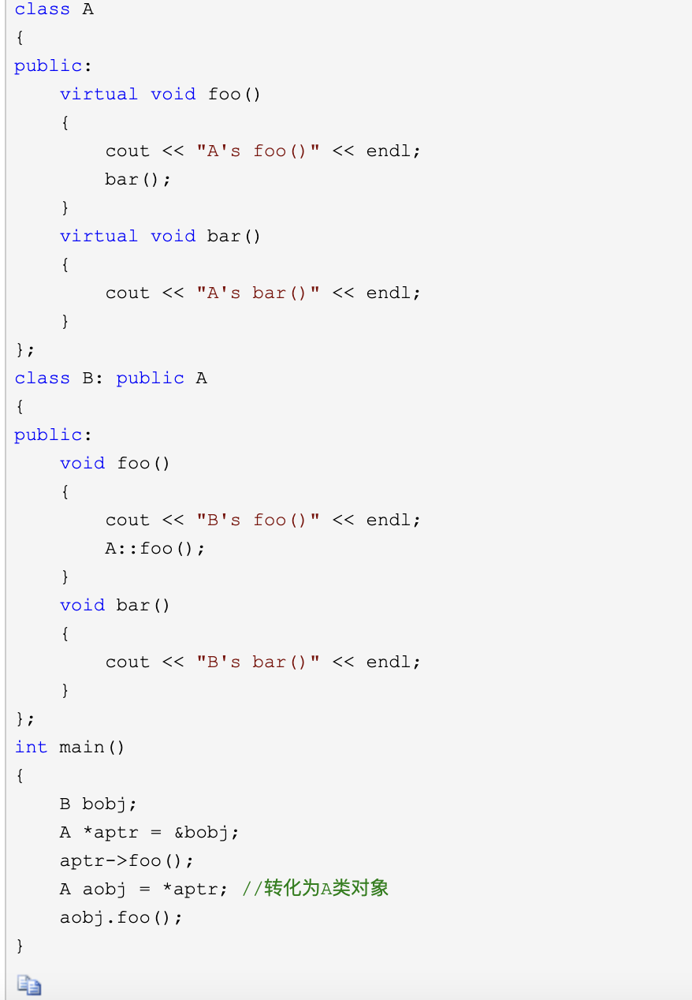 class A
{
public:
    virtual void foo()
    {
        cout << "A's foo()" << endl;
        bar();
    }
    virtual void bar()
    {
        cout << "A's bar()" << endl;
    }
};
class B: public A
{
public:
    void foo()
    {
        cout << "B's foo()" << endl;
        A::foo();
    }
    void bar()
    {
        cout << "B's bar()" << endl;
    }
};
int main()
{
    B bobj;
    A *aptr = &bobj;
    aptr->foo();
    A aobj = *aptr; //转化为A类对象
    aobj.foo();
}